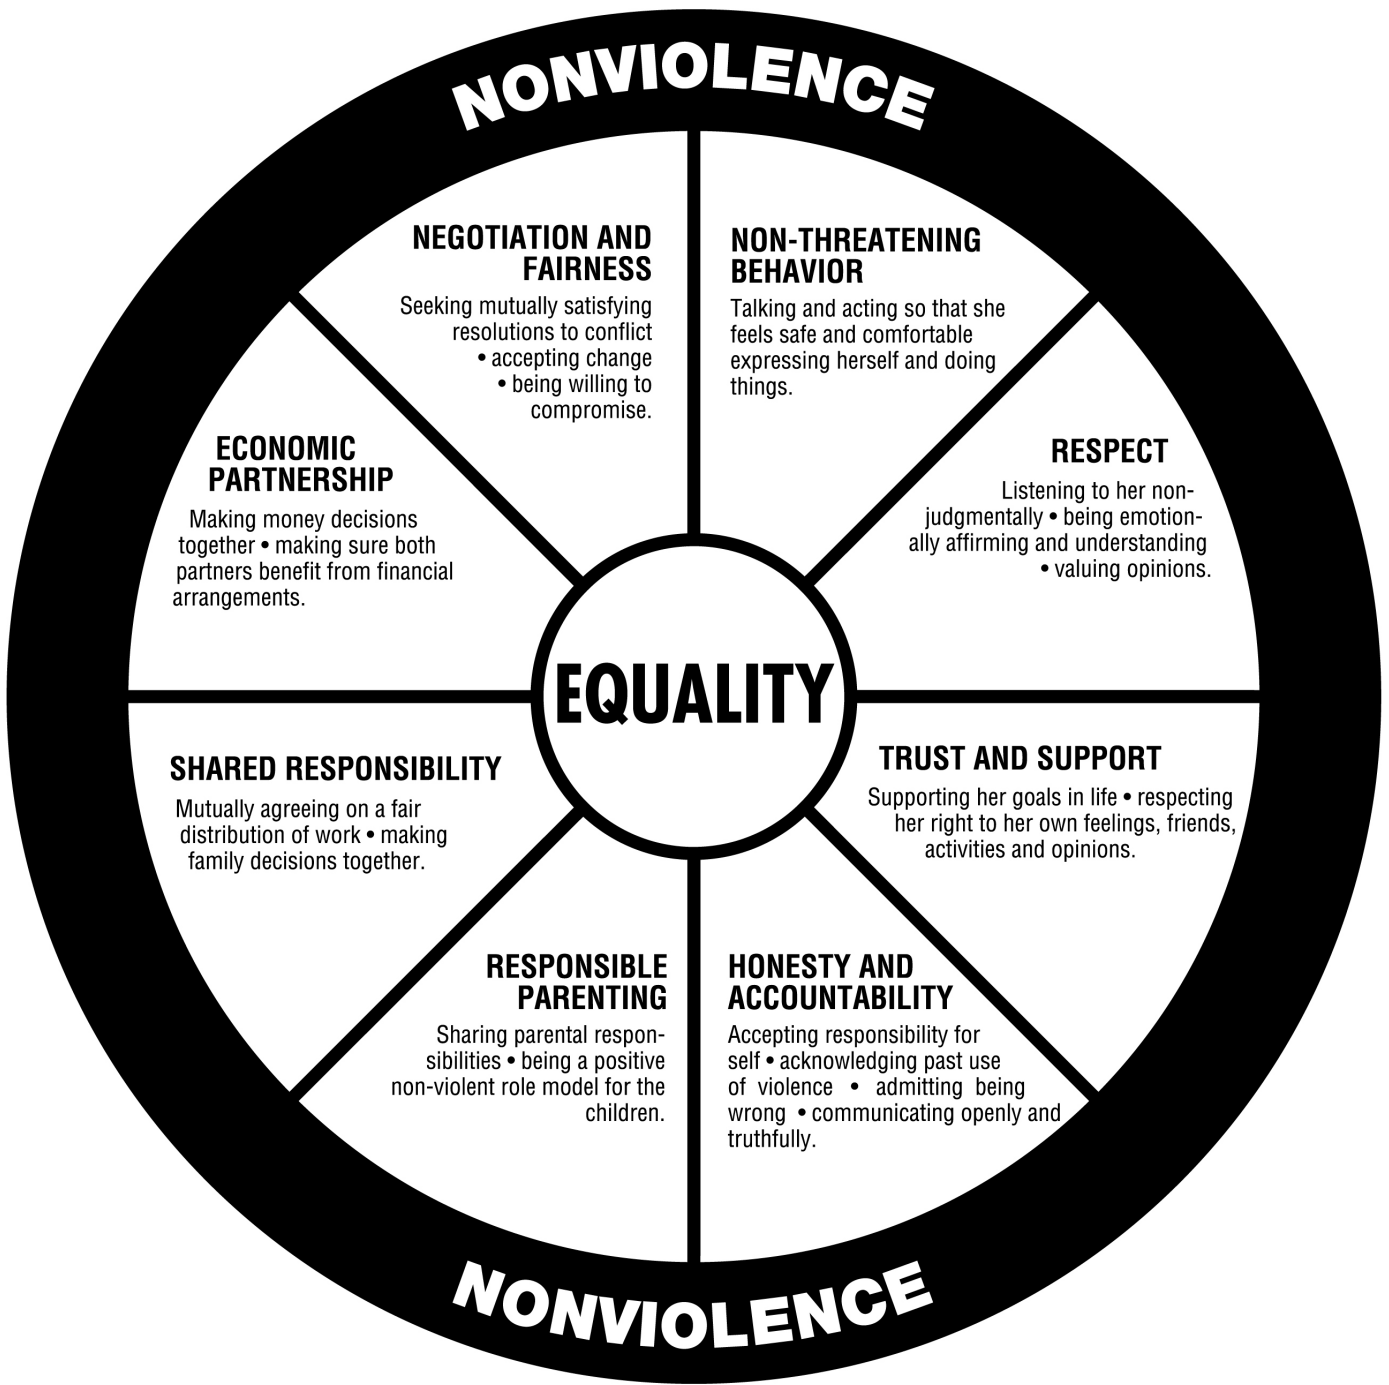 NONVIOLENCE
NEGOTIATION AND
FAIRNESS
Seeking mutually satisfying
resolutions to conflict
• accepting change
• being willing to
compromise.
NON-THREATENING
BEHAVIOR
Talking and acting so that she
feels safe and comfortable
expressing herself and doing
things.
ECONOMIC
PARTNERSHIP
Making money decisions
together • making sure both
partners benefit from financial
arrangements.
RESPECT
Listening to her non-
judgmentally • being emotion-
ally affirming and understanding
• valuing opinions.
EQUALITY
SHARED RESPONSIBILITY
Mutually agreeing on a fair
distribution of work • making
family decisions together.
TRUST AND SUPPORT
Supporting her goals in life • respecting
her right to her own feelings, friends,
activities and opinions.
RESPONSIBLE
PARENTING
Sharing parental respon-
sibilities • being a positive
non-violent role model for the
children.
HONESTY AND
ACCOUNTABILITY
Accepting responsibility for
self • acknowledging past use
of violence • admitting being
wrong • communicating openly and
truthfully.
NONVIOLENCE